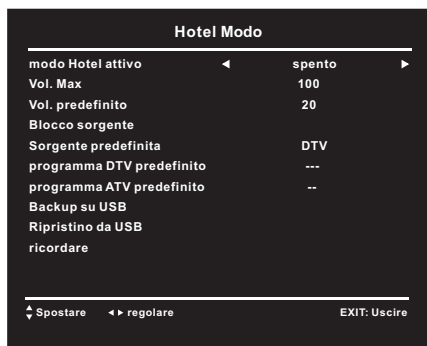 Hotel Modo
modo Hotel attivo ◀ spento ▶
Vol. Max 100
Vol. predefinito 20
Blocco sorgente
Sorgente predefinita DTV
programma DTV predefinito ---
programma ATV predefinito --
Backup su USB
Ripristino da USB
ricordare
Spostare ◀▶ regolare EXIT: Uscire